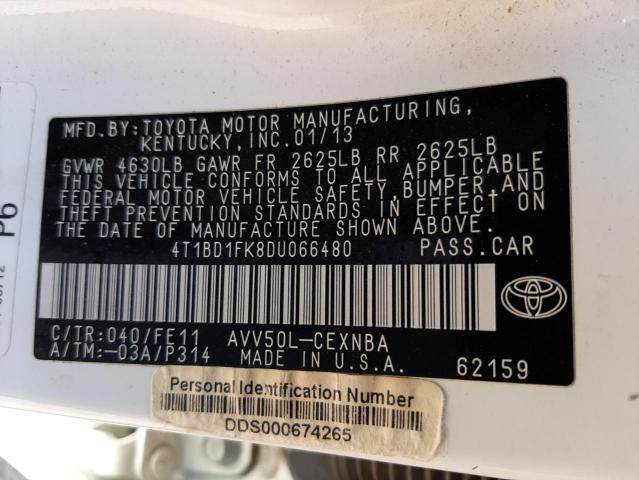 MFD. BY: TOYOTA MOTOR MANUFACTURING,
KENTUCKY, INC. 01/13
GVWR 4630LB GAWR FR 2625LB RR 2625LB
THIS VEHICLE CONFORMS TO ALL APPLICABLE
FEDERAL MOTOR VEHICLE SAFETY, BUMPER, AND
THEFT PREVENTION STANDARDS IN EFFECT ON
THE DATE OF MANUFACTURE SHOWN ABOVE.
4T1BD1FK8DU066480 PASS. CAR
C/TR: 040/FE11 AVV50L-CEXNBA
A/TM: -03A/P314 MADE IN U.S.A. 62159
Personal Identification Number
DDS000674265
P6